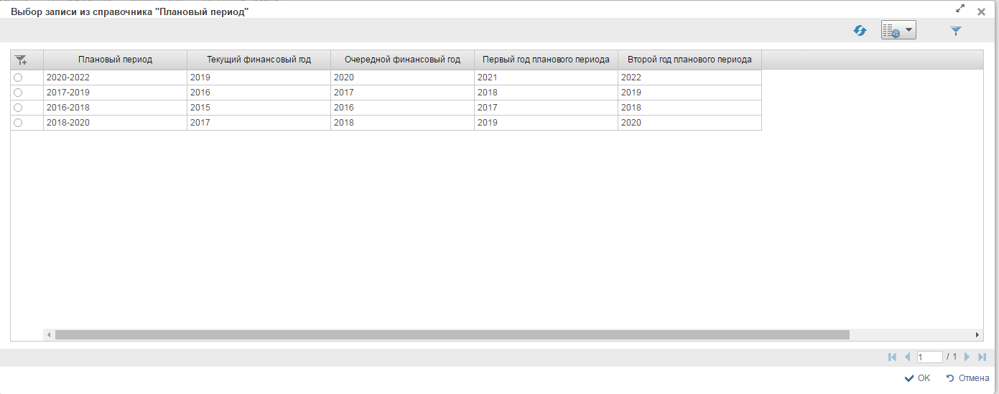 Выбор записи из справочника "Плановый период"
Плановый период Текущий финансовый год Очередной финансовый год Первый год планового периода Второй год планового периода
2020-2022 2019 2020 2021 2022
2017-2019 2016 2017 2018 2019
2016-2018 2015 2016 2017 2018
2018-2020 2017 2018 2019 2020
1 / 1
ОК Отмена